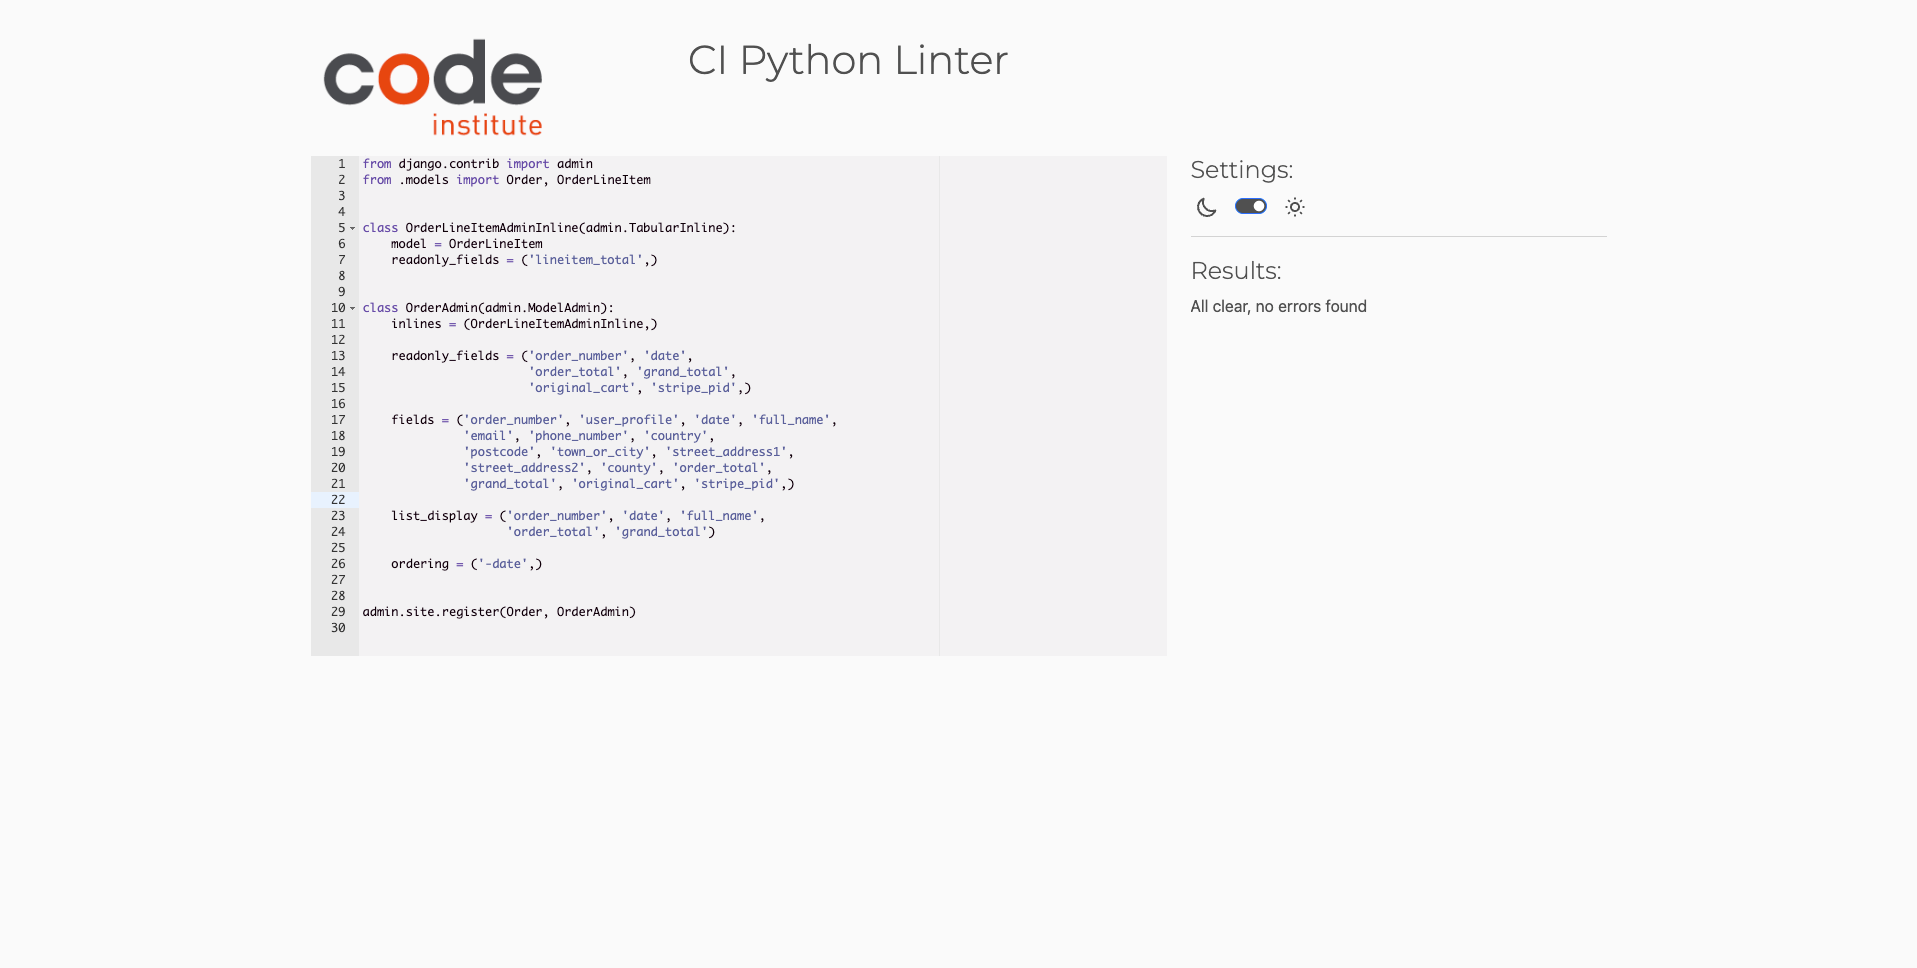 code
institute
CI Python Linter
1 from django.contrib import admin
2 from .models import Order, OrderLineItem
3
4
5 class OrderLineItemAdminInline(admin.TabularInline):
6     model = OrderLineItem
7     readonly_fields = ('lineitem_total',)
8
9
10 class OrderAdmin(admin.ModelAdmin):
11     inlines = (OrderLineItemAdminInline,)
12
13     readonly_fields = ('order_number', 'date',
14                        'order_total', 'grand_total',
15                        'original_cart', 'stripe_pid',)
16
17     fields = ('order_number', 'user_profile', 'date', 'full_name',
18               'email', 'phone_number', 'country',
19               'postcode', 'town_or_city', 'street_address1',
20               'street_address2', 'county', 'order_total',
21               'grand_total', 'original_cart', 'stripe_pid',)
22
23     list_display = ('order_number', 'date', 'full_name',
24                     'order_total', 'grand_total')
25
26     ordering = ('-date',)
27
28
29 admin.site.register(Order, OrderAdmin)
30
Settings:
Results:
All clear, no errors found